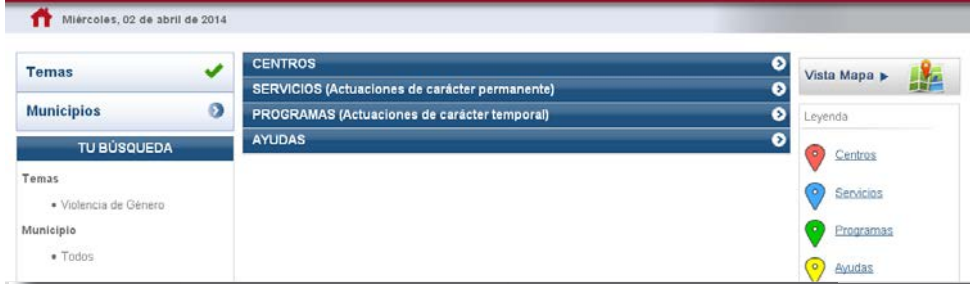 Miércoles, 02 de abril de 2014
Temas
Municipios
TU BÚSQUEDA
Temas
• Violencia de Género
Municipio
• Todos
CENTROS
SERVICIOS (Actuaciones de carácter permanente)
PROGRAMAS (Actuaciones de carácter temporal)
AYUDAS
Vista Mapa
Leyenda
Centros
Servicios
Programas
Ayudas